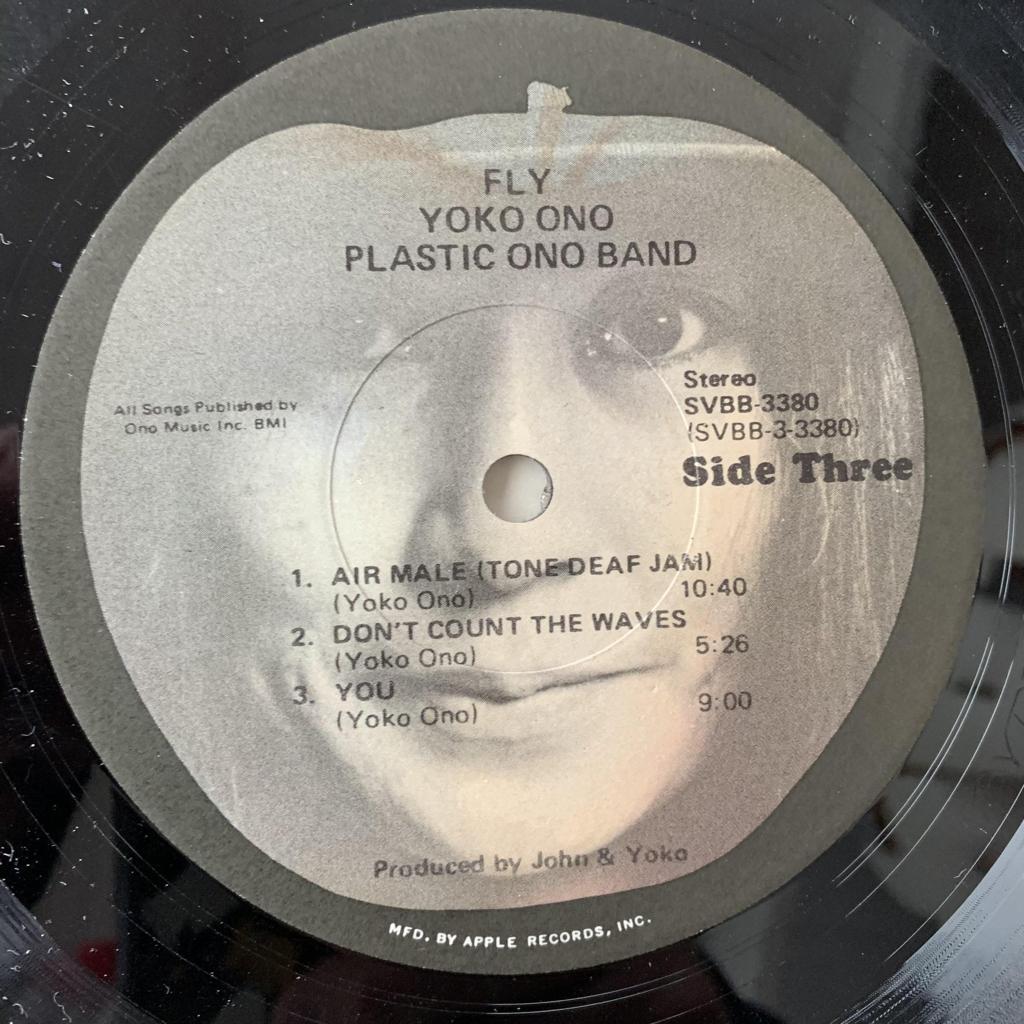 FLY
YOKO ONO
PLASTIC ONO BAND
All Songs Published by
Ono Music Inc. BMI
Stereo
SVBB-3380
(SVBB-3-3380)
Side Three
1. AIR MALE (TONE DEAF JAM)
(Yoko Ono) 10:40
2. DON'T COUNT THE WAVES
(Yoko Ono) 5:26
3. YOU
(Yoko Ono) 9:00
Produced by John & Yoko
MFD. BY APPLE RECORDS, INC.